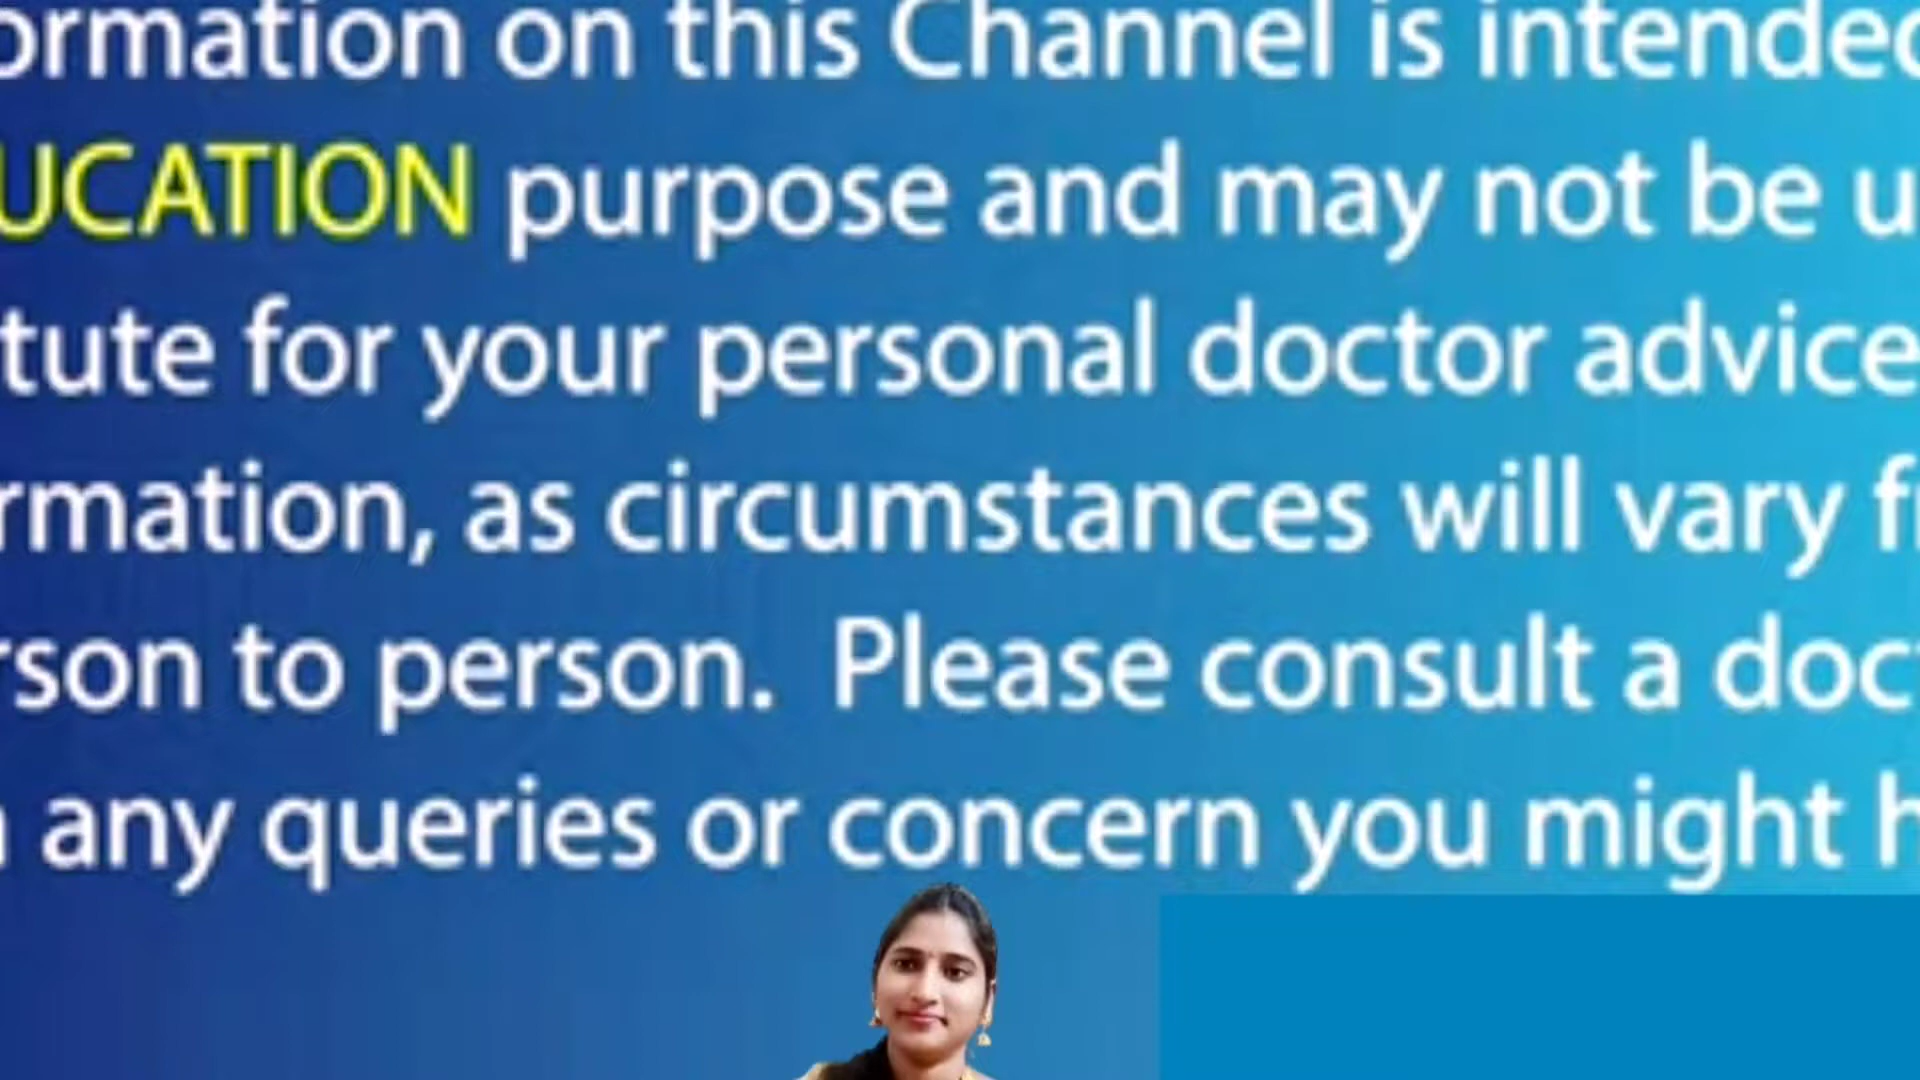 ormation on this Channel is intended
UCATION purpose and may not be u
tute for your personal doctor advice
rmation, as circumstances will vary f
rson to person. Please consult a doc
any queries or concern you might h